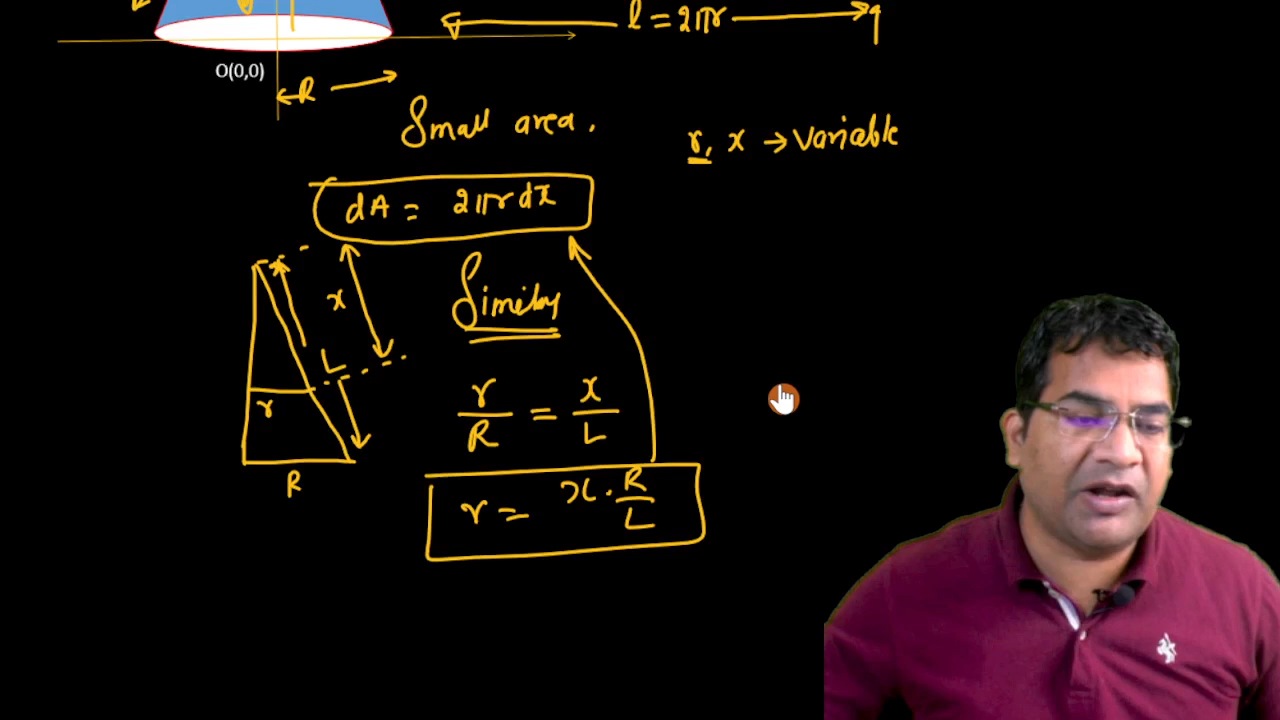 l = 2πr
O(0,0)
R
Small area.
r, x → Variable
dA = 2πr dx
x
Similar
L
r/R = x/L
r
R
r = x · R/L